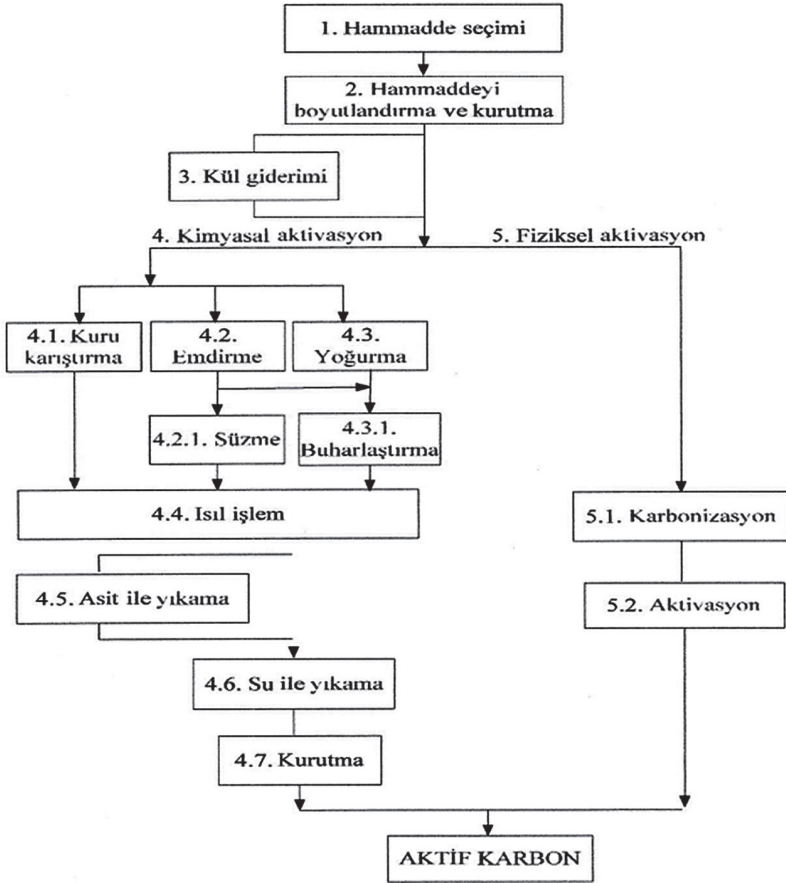 1. Hammadde seçimi
2. Hammaddeyi
boyutlandırma ve kurutma
3. Kül giderimi
4. Kimyasal aktivasyon
5. Fiziksel aktivasyon
4.1. Kuru
karıştırma
4.2.
Emdirme
4.3.
Yoğurma
4.2.1. Süzme
4.3.1.
Buharlaştırma
4.4. Isıl işlem
5.1. Karbonizasyon
4.5. Asit ile yıkama
5.2. Aktivasyon
4.6. Su ile yıkama
4.7. Kurutma
AKTİF KARBON